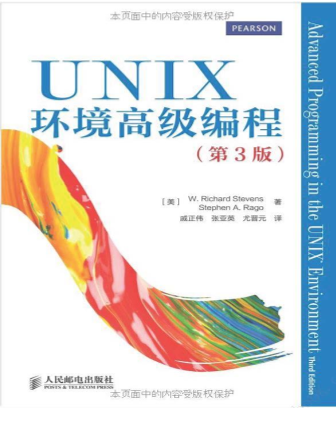 本页面中的内容受版权保护
PEARSON
UNIX
环境高级编程
（第3版）
Advanced Programming in the UNIX® Environment Third Edition
［美］ W. Richard Stevens 著
Stephen A. Rago
戚正伟 张亚英 尤晋元 译
人民邮电出版社
POSTS & TELECOM PRESS
本页面中的内容受版权保护